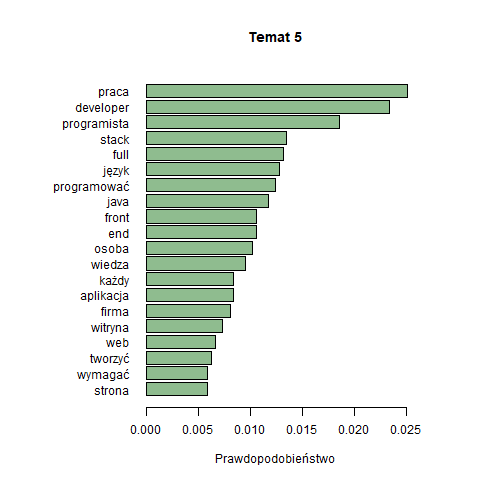 Temat 5
praca
developer
programista
stack
full
język
programować
java
front
end
osoba
wiedza
każdy
aplikacja
firma
witryna
web
tworzyć
wymagać
strona
0.000 0.005 0.010 0.015 0.020 0.025
Prawdopodobieństwo